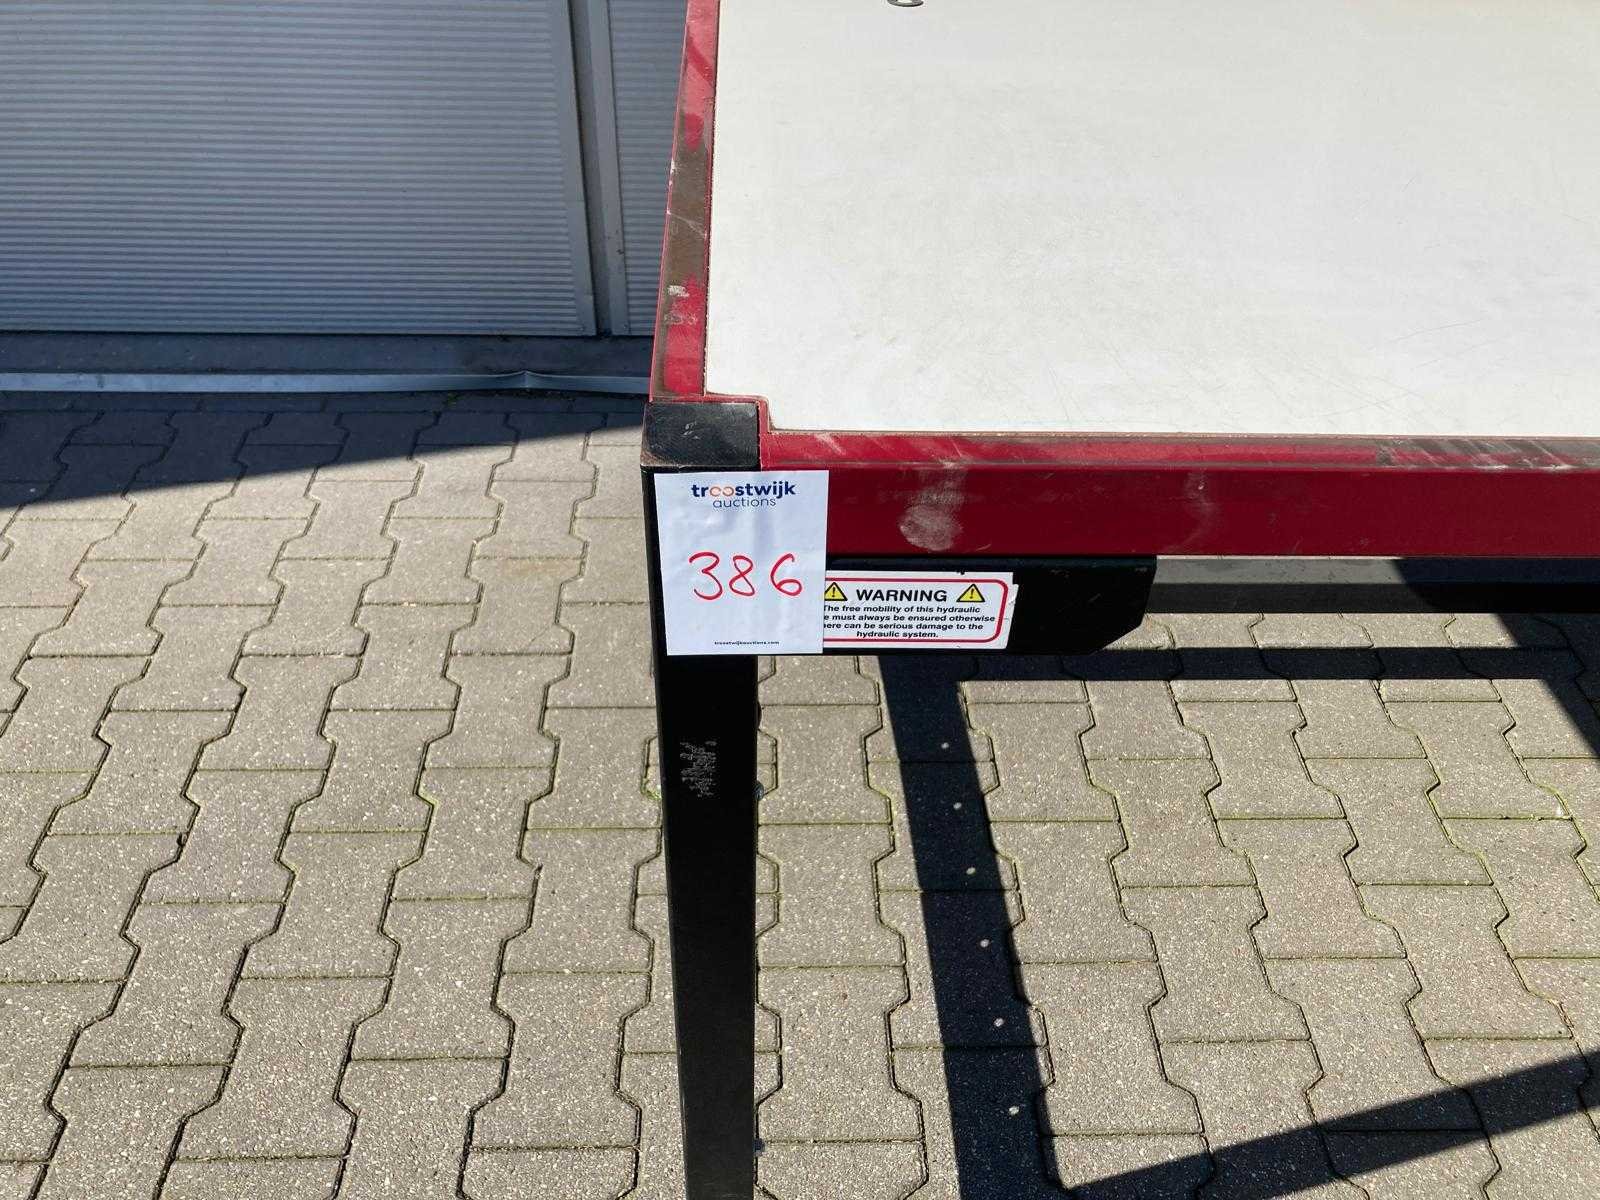 troostwijk
auctions
386
troostwijkauctions.com
WARNING
The free mobility of this hydraulic
must always be ensured otherwise
can be serious damage to the
hydraulic system.